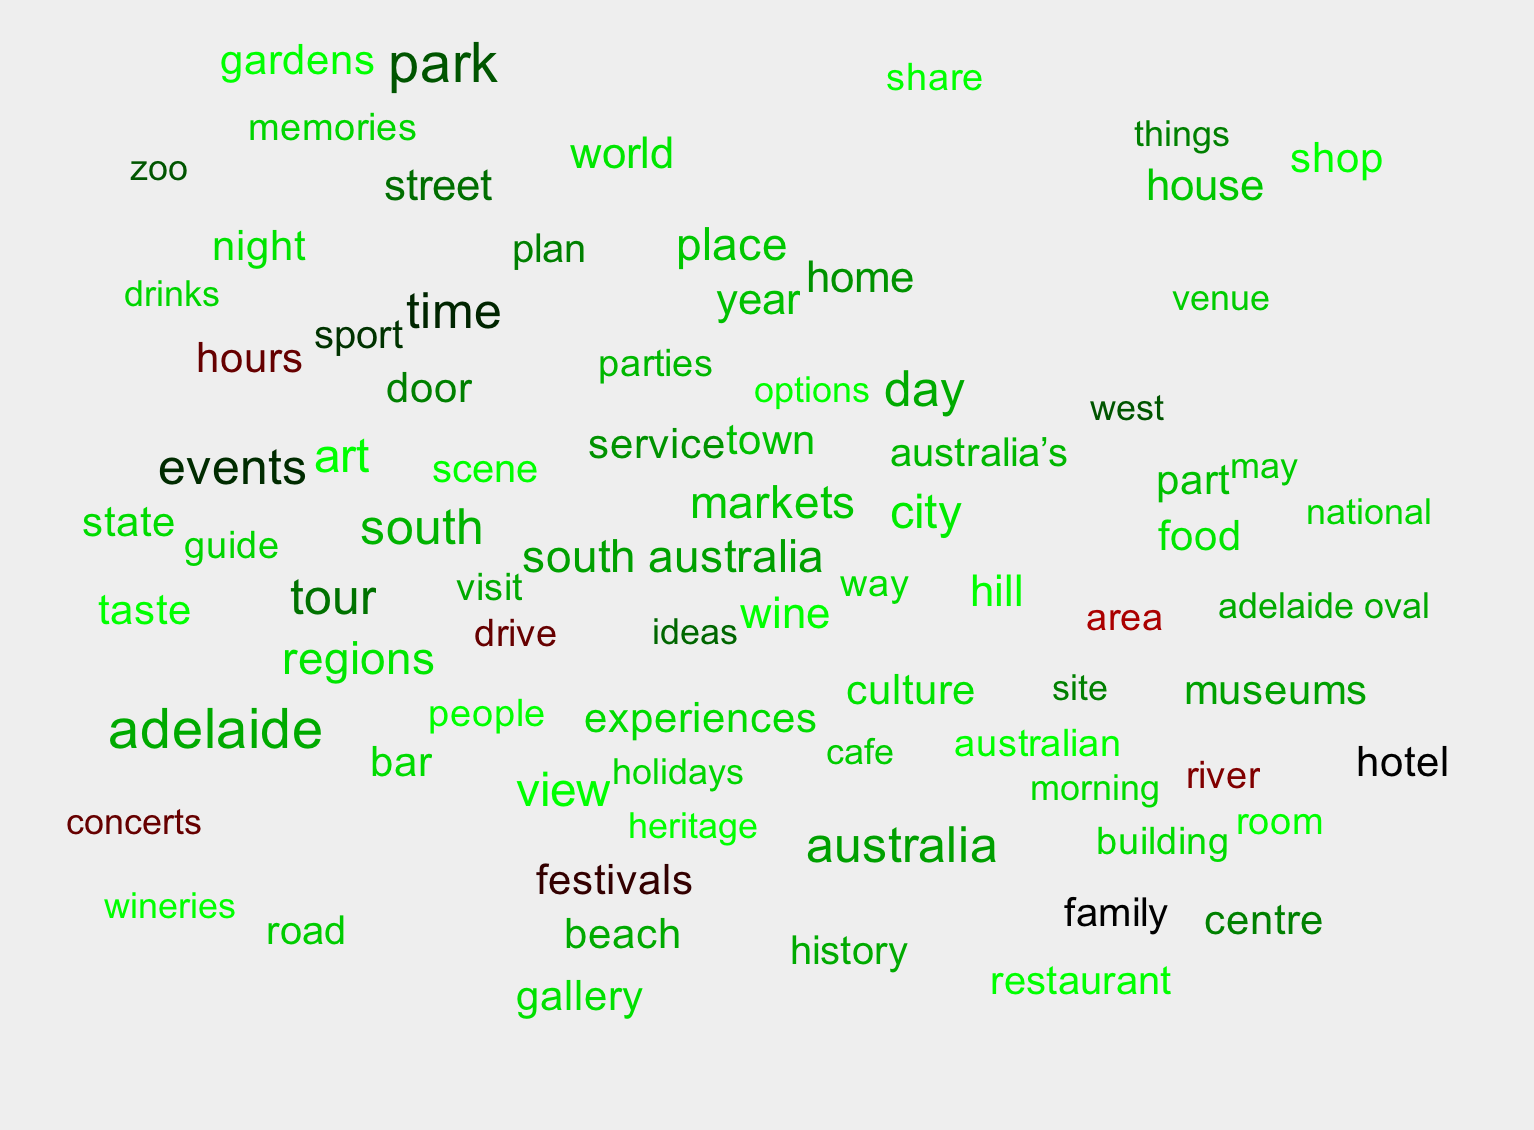 gardens
park
share
memories
things
world
shop
zoo
street
house
night
plan
place
home
drinks
year
venue
time
sport
hours
parties
door
options
day
west
service
town
australia’s
events
art
scene
part
may
markets
city
national
state
south
food
guide
south australia
tour
visit
way
hill
taste
wine
area
adelaide oval
drive
ideas
regions
culture
site
museums
adelaide
people
experiences
cafe
australian
bar
holidays
hotel
view
morning
river
concerts
heritage
australia
building
room
festivals
wineries
family
centre
road
beach
history
gallery
restaurant